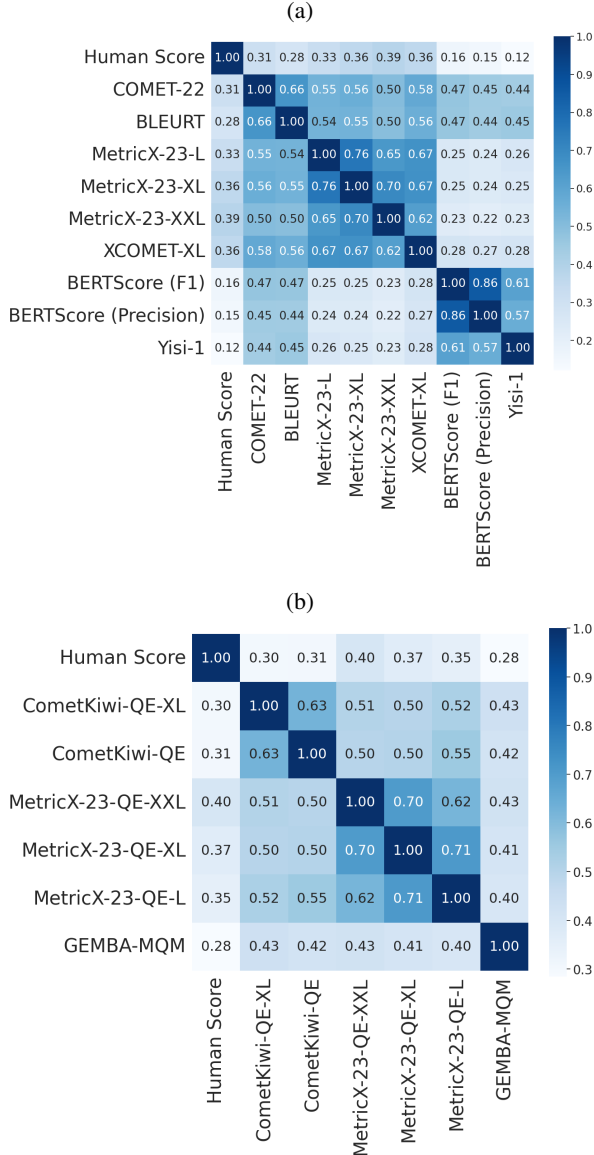 (a)
Human Score 1.00 0.31 0.28 0.33 0.36 0.39 0.36 0.16 0.15 0.12
COMET-22 0.31 1.00 0.66 0.55 0.56 0.50 0.58 0.47 0.45 0.44
BLEURT 0.28 0.66 1.00 0.54 0.55 0.50 0.56 0.47 0.44 0.45
MetricX-23-L 0.33 0.55 0.54 1.00 0.76 0.65 0.67 0.25 0.24 0.26
MetricX-23-XL 0.36 0.56 0.55 0.76 1.00 0.70 0.67 0.25 0.24 0.25
MetricX-23-XXL 0.39 0.50 0.50 0.65 0.70 1.00 0.62 0.23 0.22 0.23
XCOMET-XL 0.36 0.58 0.56 0.67 0.67 0.62 1.00 0.28 0.27 0.28
BERTScore (F1) 0.16 0.47 0.47 0.25 0.25 0.23 0.28 1.00 0.86 0.61
BERTScore (Precision) 0.15 0.45 0.44 0.24 0.24 0.22 0.27 0.86 1.00 0.57
Yisi-1 0.12 0.44 0.45 0.26 0.25 0.23 0.28 0.61 0.57 1.00
Human Score
COMET-22
BLEURT
MetricX-23-L
MetricX-23-XL
MetricX-23-XXL
XCOMET-XL
BERTScore (F1)
BERTScore (Precision)
Yisi-1
1.0
0.9
0.8
0.7
0.6
0.5
0.4
0.3
0.2
(b)
Human Score 1.00 0.30 0.31 0.40 0.37 0.35 0.28
CometKiwi-QE-XL 0.30 1.00 0.63 0.51 0.50 0.52 0.43
CometKiwi-QE 0.31 0.63 1.00 0.50 0.50 0.55 0.42
MetricX-23-QE-XXL 0.40 0.51 0.50 1.00 0.70 0.62 0.43
MetricX-23-QE-XL 0.37 0.50 0.50 0.70 1.00 0.71 0.41
MetricX-23-QE-L 0.35 0.52 0.55 0.62 0.71 1.00 0.40
GEMBA-MQM 0.28 0.43 0.42 0.43 0.41 0.40 1.00
Human Score
CometKiwi-QE-XL
CometKiwi-QE
MetricX-23-QE-XXL
MetricX-23-QE-XL
MetricX-23-QE-L
GEMBA-MQM
1.0
0.9
0.8
0.7
0.6
0.5
0.4
0.3